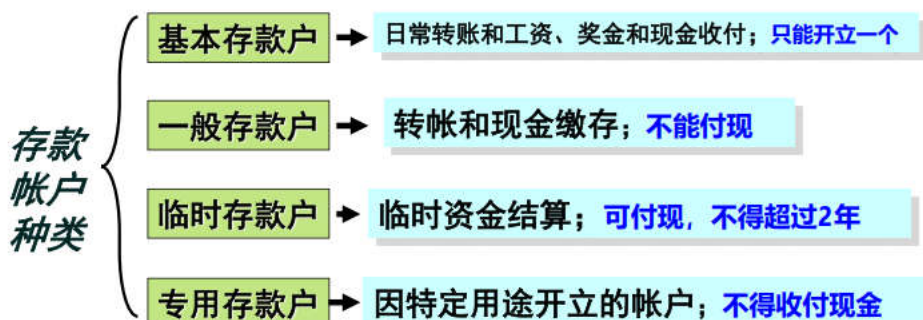 存款
帐户
种类
基本存款户
日常转账和工资、奖金和现金收付；只能开立一个
一般存款户
转帐和现金缴存；不能付现
临时存款户
临时资金结算；可付现，不得超过2年
专用存款户
因特定用途开立的帐户；不得收付现金